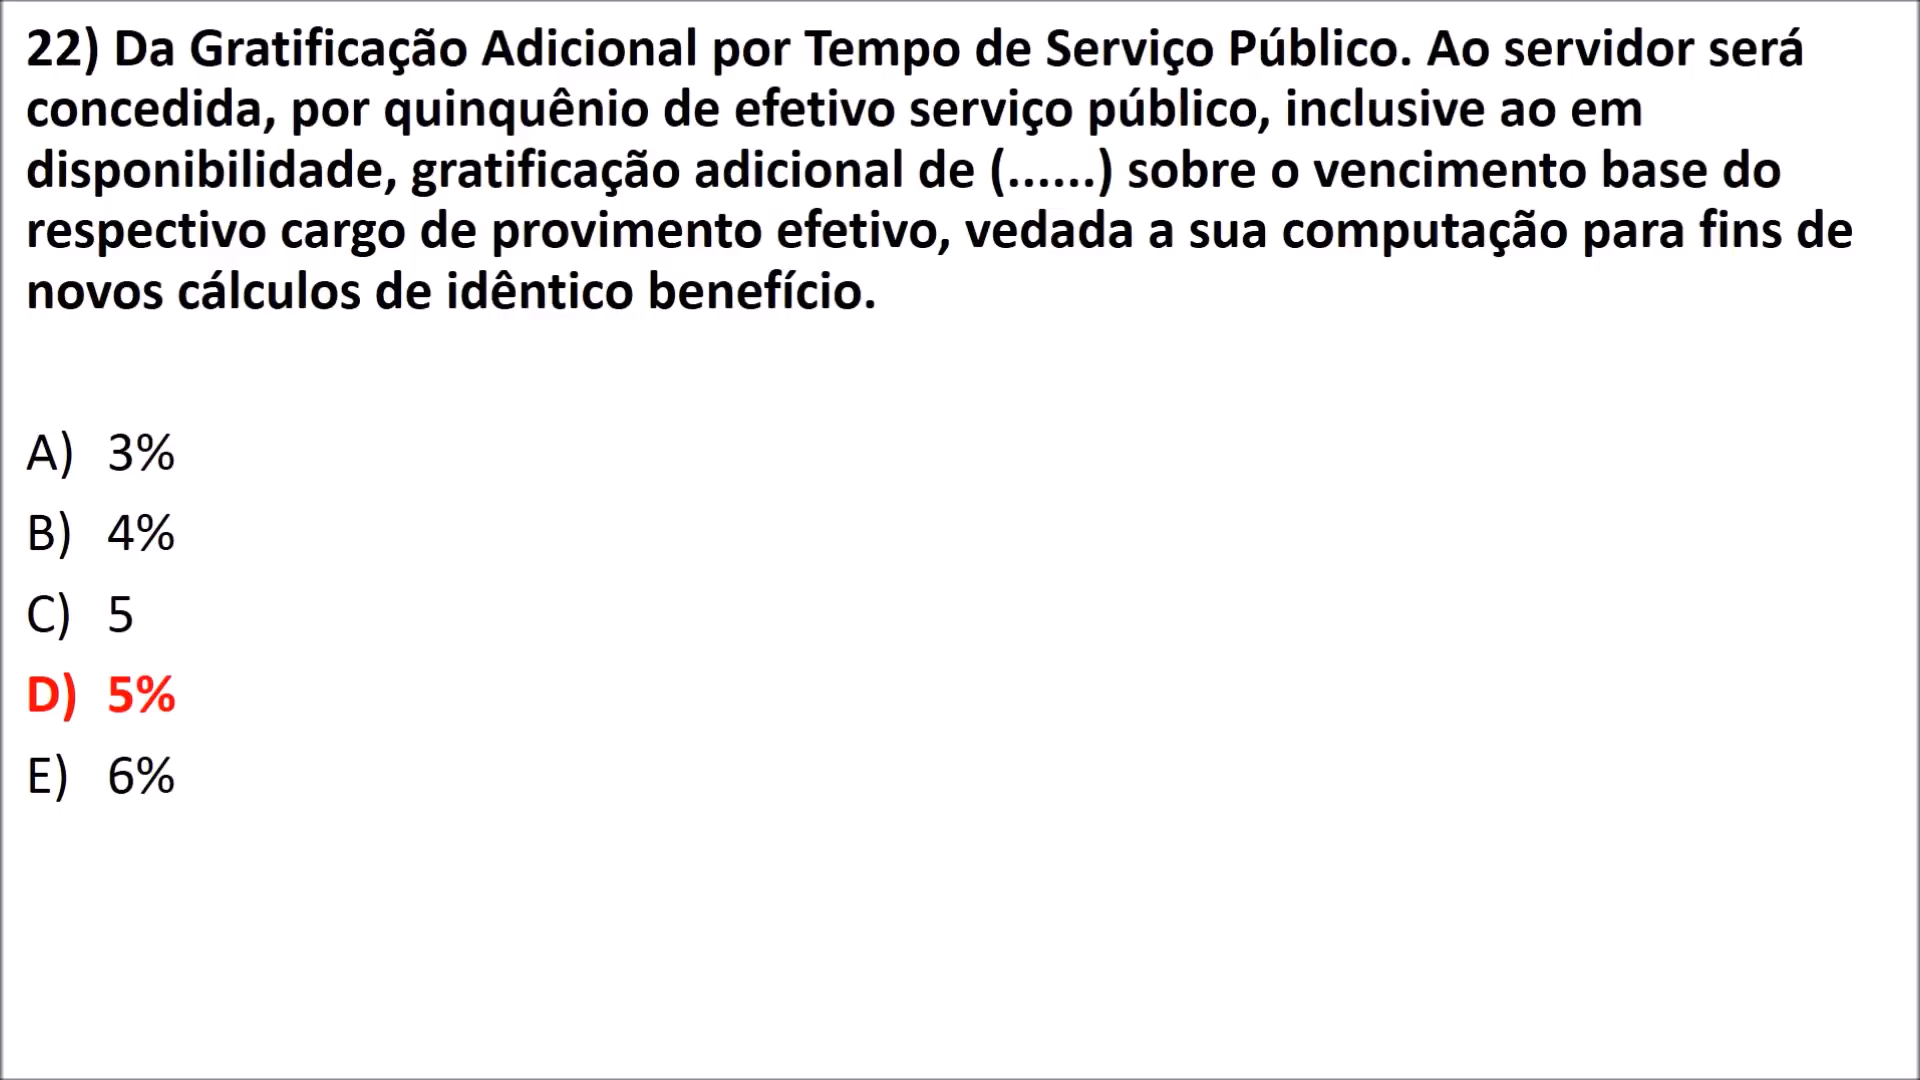 22) Da Gratificação Adicional por Tempo de Serviço Público. Ao servidor será
concedida, por quinquênio de efetivo serviço público, inclusive ao em
disponibilidade, gratificação adicional de (......) sobre o vencimento base do
respectivo cargo de provimento efetivo, vedada a sua computação para fins de
novos cálculos de idêntico benefício.
A) 3%
B) 4%
C) 5
D) 5%
E) 6%